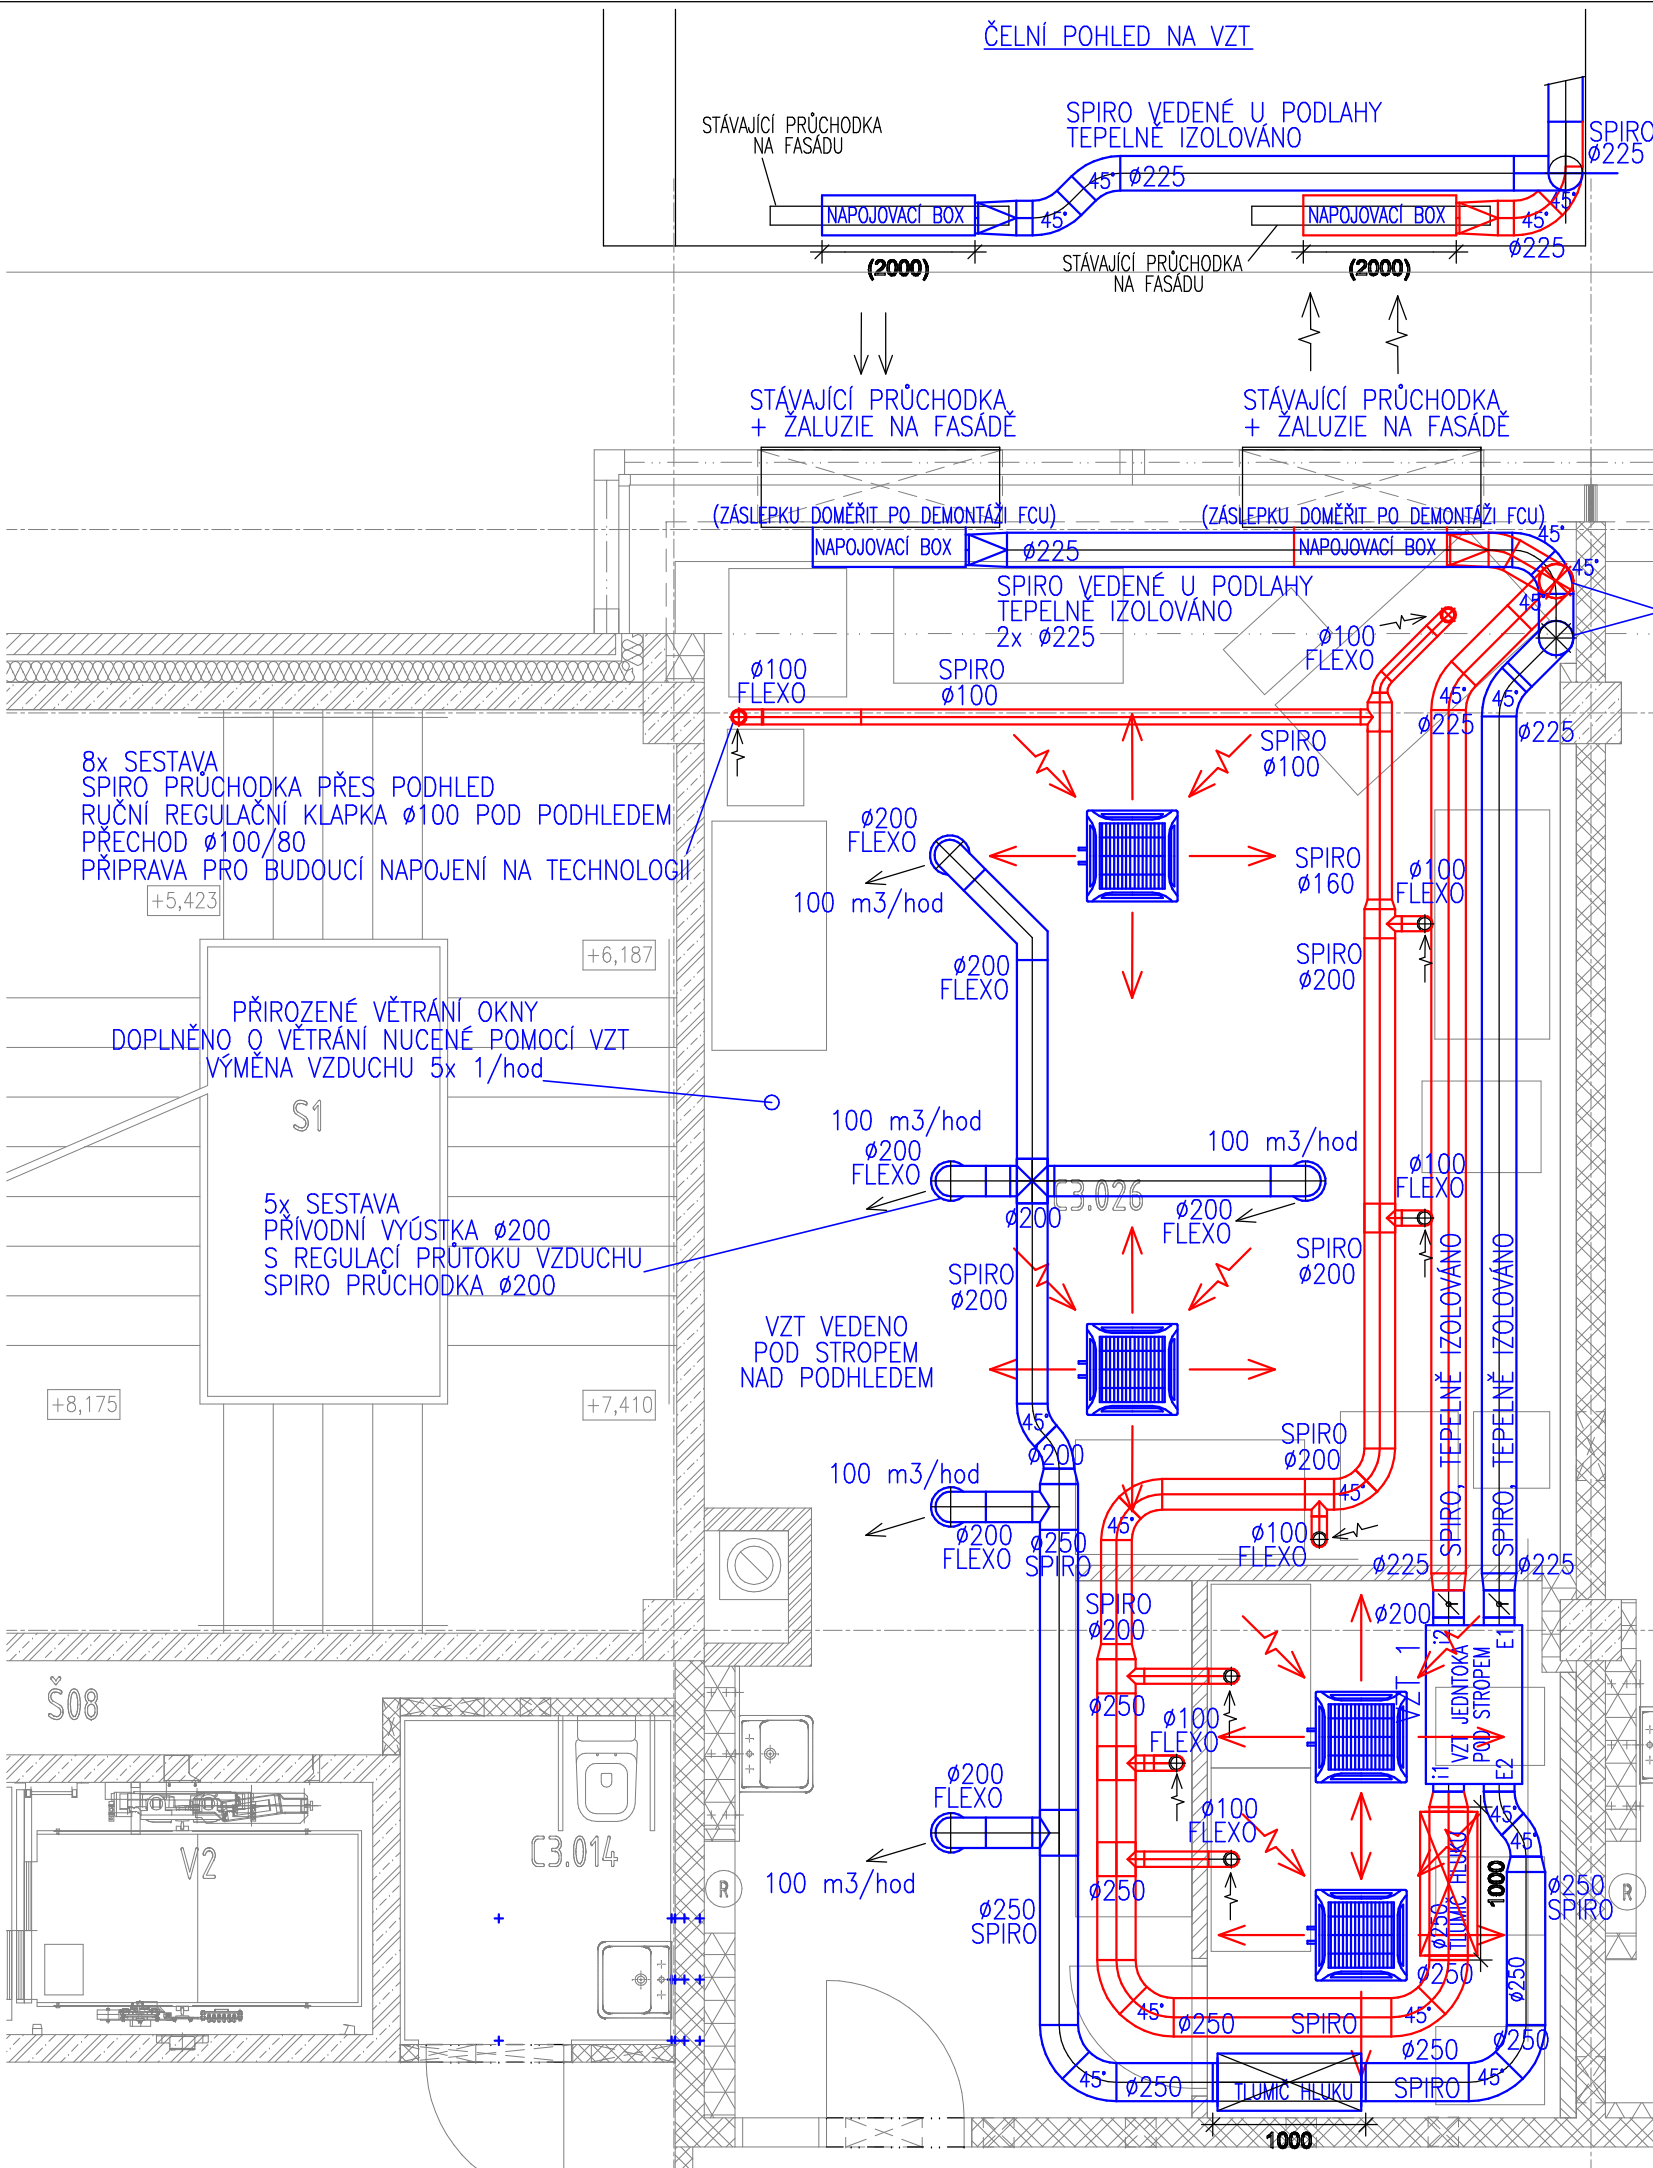 ČELNÍ POHLED NA VZT
SPIRO VEDENÉ U PODLAHY
TEPELNĚ IZOLOVÁNO
STÁVAJÍCÍ PRŮCHODKA
NA FASÁDU
SPIRO
ø225
45°
ø225
45°
45°
45°
ø225
NAPOJOVACÍ BOX
NAPOJOVACÍ BOX
(2000)
STÁVAJÍCÍ PRŮCHODKA
NA FASÁDU
(2000)
STÁVAJÍCÍ PRŮCHODKA
+ ŽALUZIE NA FASÁDĚ
STÁVAJÍCÍ PRŮCHODKA
+ ŽALUZIE NA FASÁDĚ
(ZÁSLEPKU DOMĚŘIT PO DEMONTÁŽI FCU)
(ZÁSLEPKU DOMĚŘIT PO DEMONTÁŽI FCU)
NAPOJOVACÍ BOX
ø225
NAPOJOVACÍ BOX
45°
45°
45°
SPIRO VEDENÉ U PODLAHY
TEPELNĚ IZOLOVÁNO
2x ø225
ø100
FLEXO
ø100
FLEXO
SPIRO
ø100
45°
45°
ø225
ø225
SPIRO
ø100
8x SESTAVA
SPIRO PRŮCHODKA PŘES PODHLED
RUČNÍ REGULAČNÍ KLAPKA ø100 POD PODHLEDEM
PŘECHOD ø100/80
PŘIPRAVA PRO BUDOUCÍ NAPOJENÍ NA TECHNOLOGII
+5,423
+6,187
ø200
FLEXO
100 m3/hod
SPIRO
ø160
ø100
FLEXO
ø200
FLEXO
SPIRO
ø200
PŘIROZENÉ VĚTRÁNÍ OKNY
DOPLNĚNO O VĚTRÁNÍ NUCENÉ POMOCÍ VZT
VÝMĚNA VZDUCHU 5x 1/hod
S1
100 m3/hod
ø200
FLEXO
100 m3/hod
ø100
FLEXO
C3.026
ø200
ø200
FLEXO
5x SESTAVA
PŘÍVODNÍ VYÚSTKA ø200
S REGULACÍ PRŮTOKU VZDUCHU
SPIRO PRŮCHODKA ø200
SPIRO
ø200
SPIRO
ø200
SPIRO, TEPELNĚ IZOLOVÁNO
SPIRO, TEPELNĚ IZOLOVÁNO
VZT VEDENO
POD STROPEM
NAD PODHLEDEM
+8,175
+7,410
45°
ø200
SPIRO
ø200
45°
100 m3/hod
ø200
FLEXO
ø250
SPIRO
45°
ø100
FLEXO
ø225
ø225
SPIRO
ø200
ø200
i2
E1
VZT 1
VZT JEDNTOKA
POD STROPEM
i1
E2
Š08
ø250
ø100
FLEXO
ø200
FLEXO
ø100
FLEXO
45°
45°
V2
C3.014
R
100 m3/hod
ø250
ø250
SPIRO
ø250
TLUMIČ HLUKU
1000
ø250
SPIRO
R
ø250
ø250
45°
ø250
SPIRO
45°
ø250
ø250
45°
ø250
TLUMIČ HLUKU
SPIRO
45°
1000